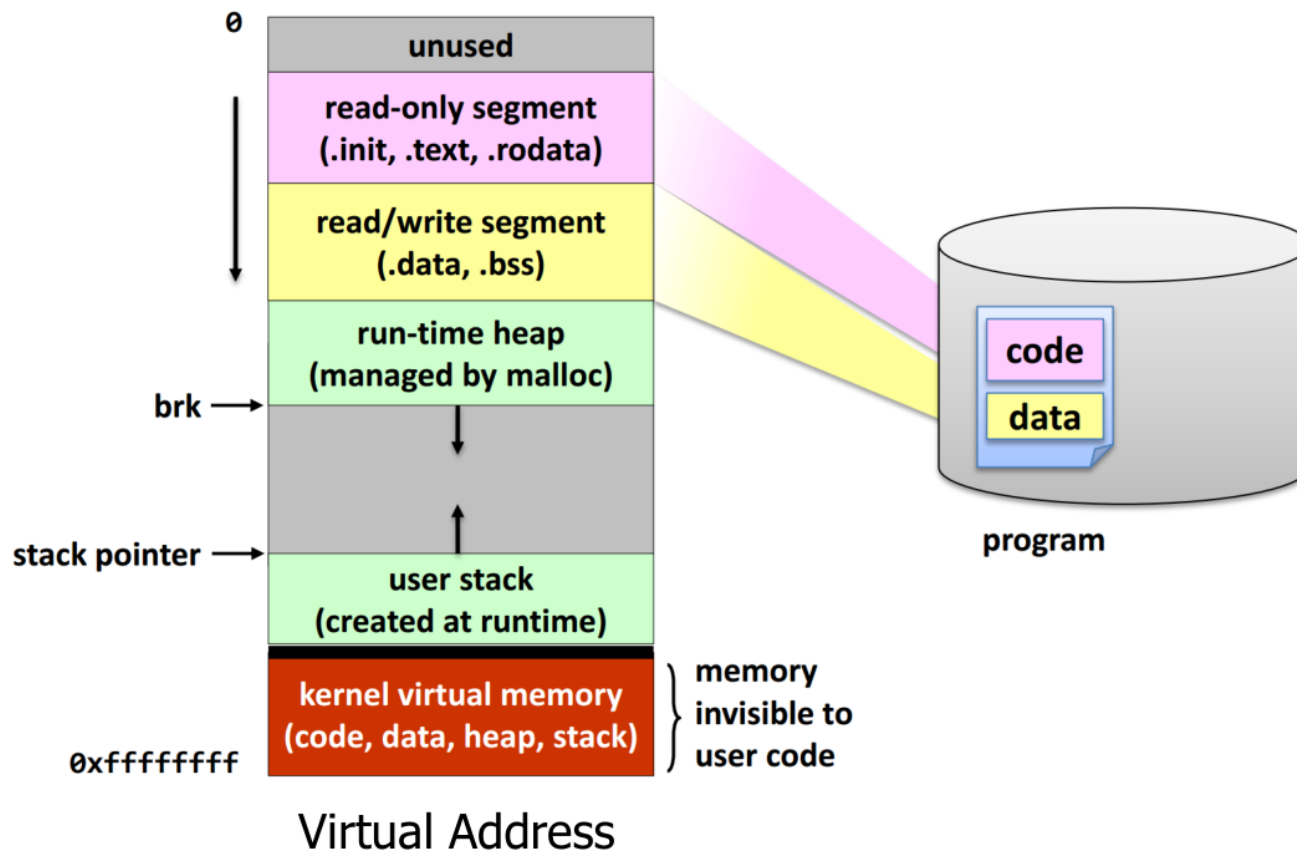 0
unused
read-only segment
(.init, .text, .rodata)
read/write segment
(.data, .bss)
run-time heap
(managed by malloc)
brk
stack pointer
user stack
(created at runtime)
kernel virtual memory
(code, data, heap, stack)
0xffffffff
memory
invisible to
user code
code
data
program
Virtual Address